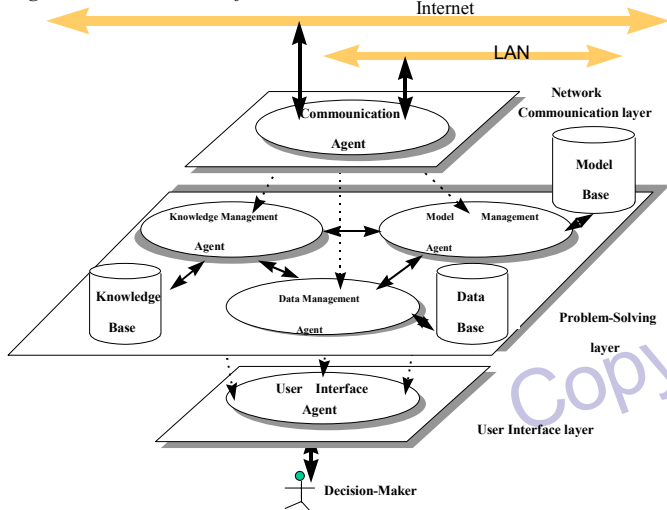 Internet
LAN
Network
Communication layer
Communication
Agent
Model
Base
Knowledge Management
Agent
Model Management
Agent
Knowledge
Base
Data Management
Agent
Data
Base
Problem-Solving
layer
User Interface
Agent
User Interface layer
Decision-Maker
Copy